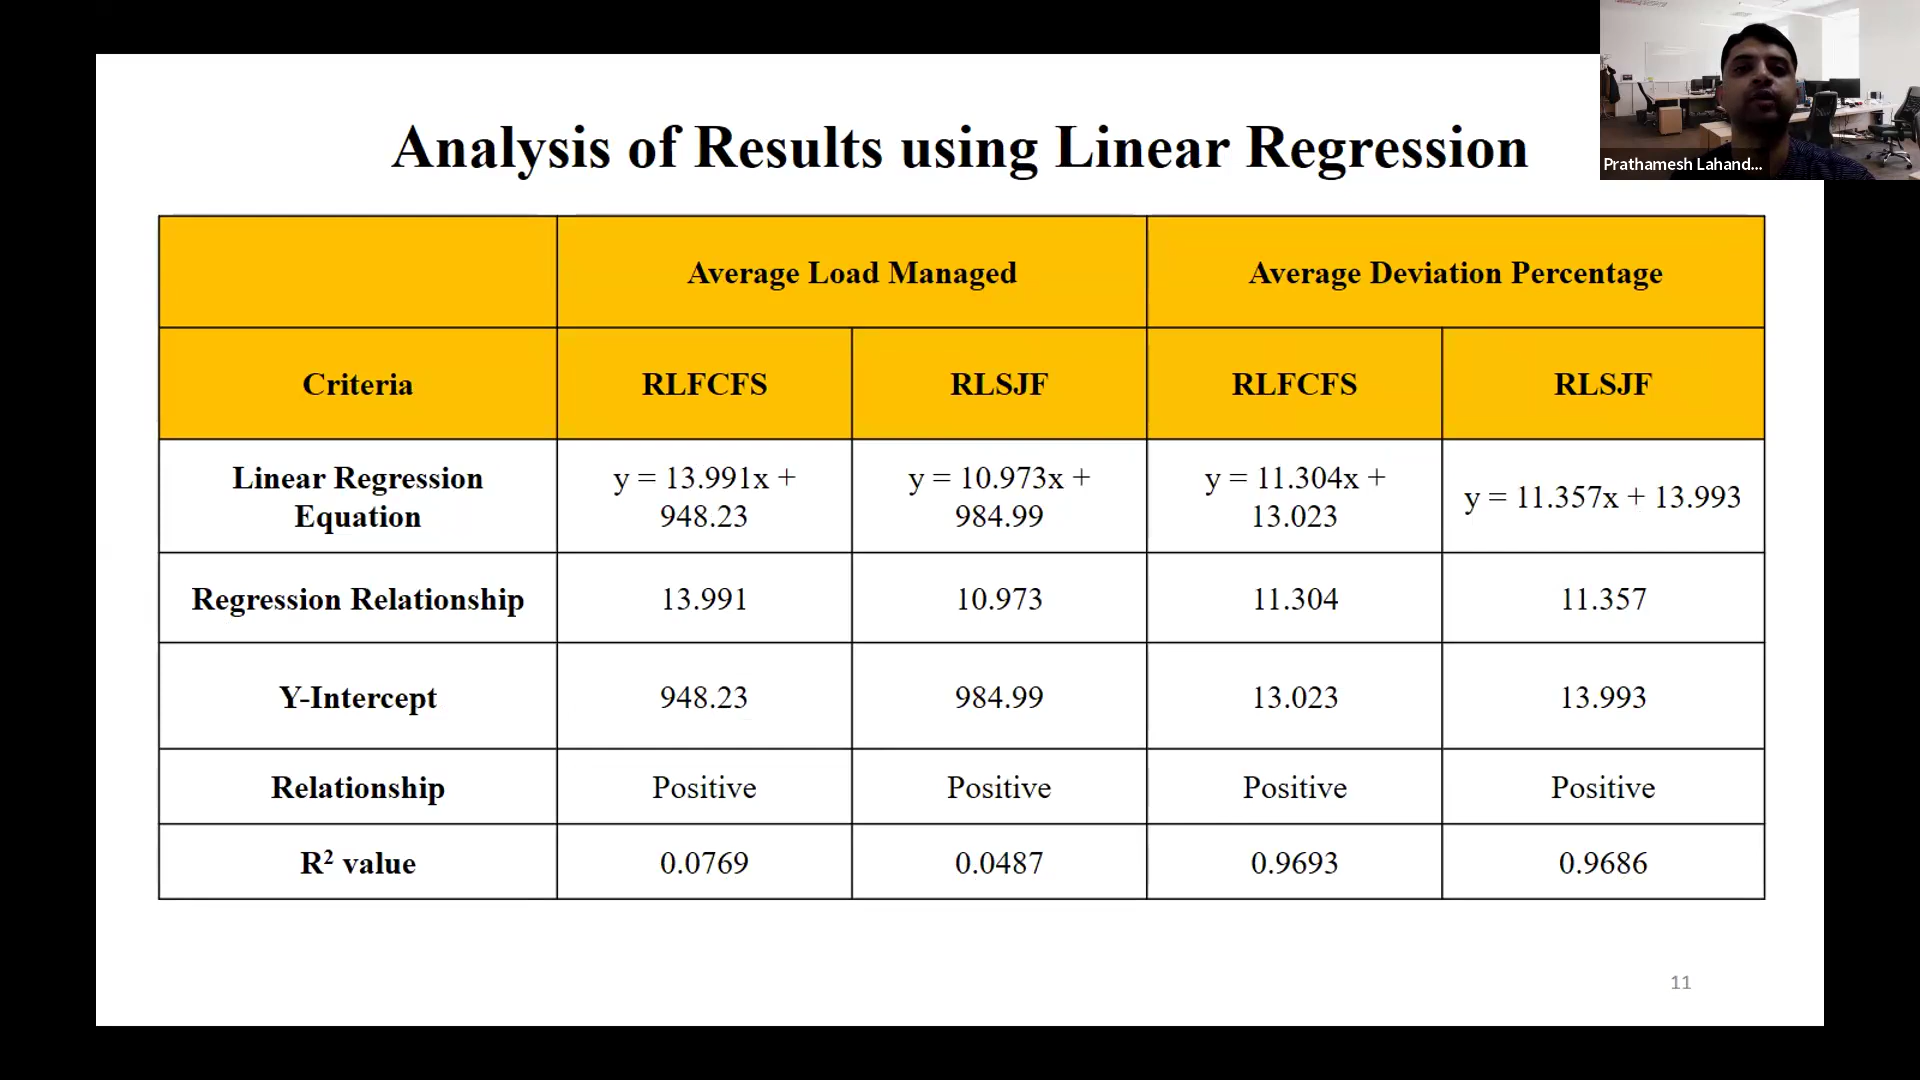 Analysis of Results using Linear Regression
Prathamesh Lahand...
Average Load Managed
Average Deviation Percentage
Criteria
RLFCFS
RLSJF
RLFCFS
RLSJF
Linear Regression
Equation
y = 13.991x +
948.23
y = 10.973x +
984.99
y = 11.304x +
13.023
y = 11.357x + 13.993
Regression Relationship
13.991
10.973
11.304
11.357
Y-Intercept
948.23
984.99
13.023
13.993
Relationship
Positive
Positive
Positive
Positive
R² value
0.0769
0.0487
0.9693
0.9686
11